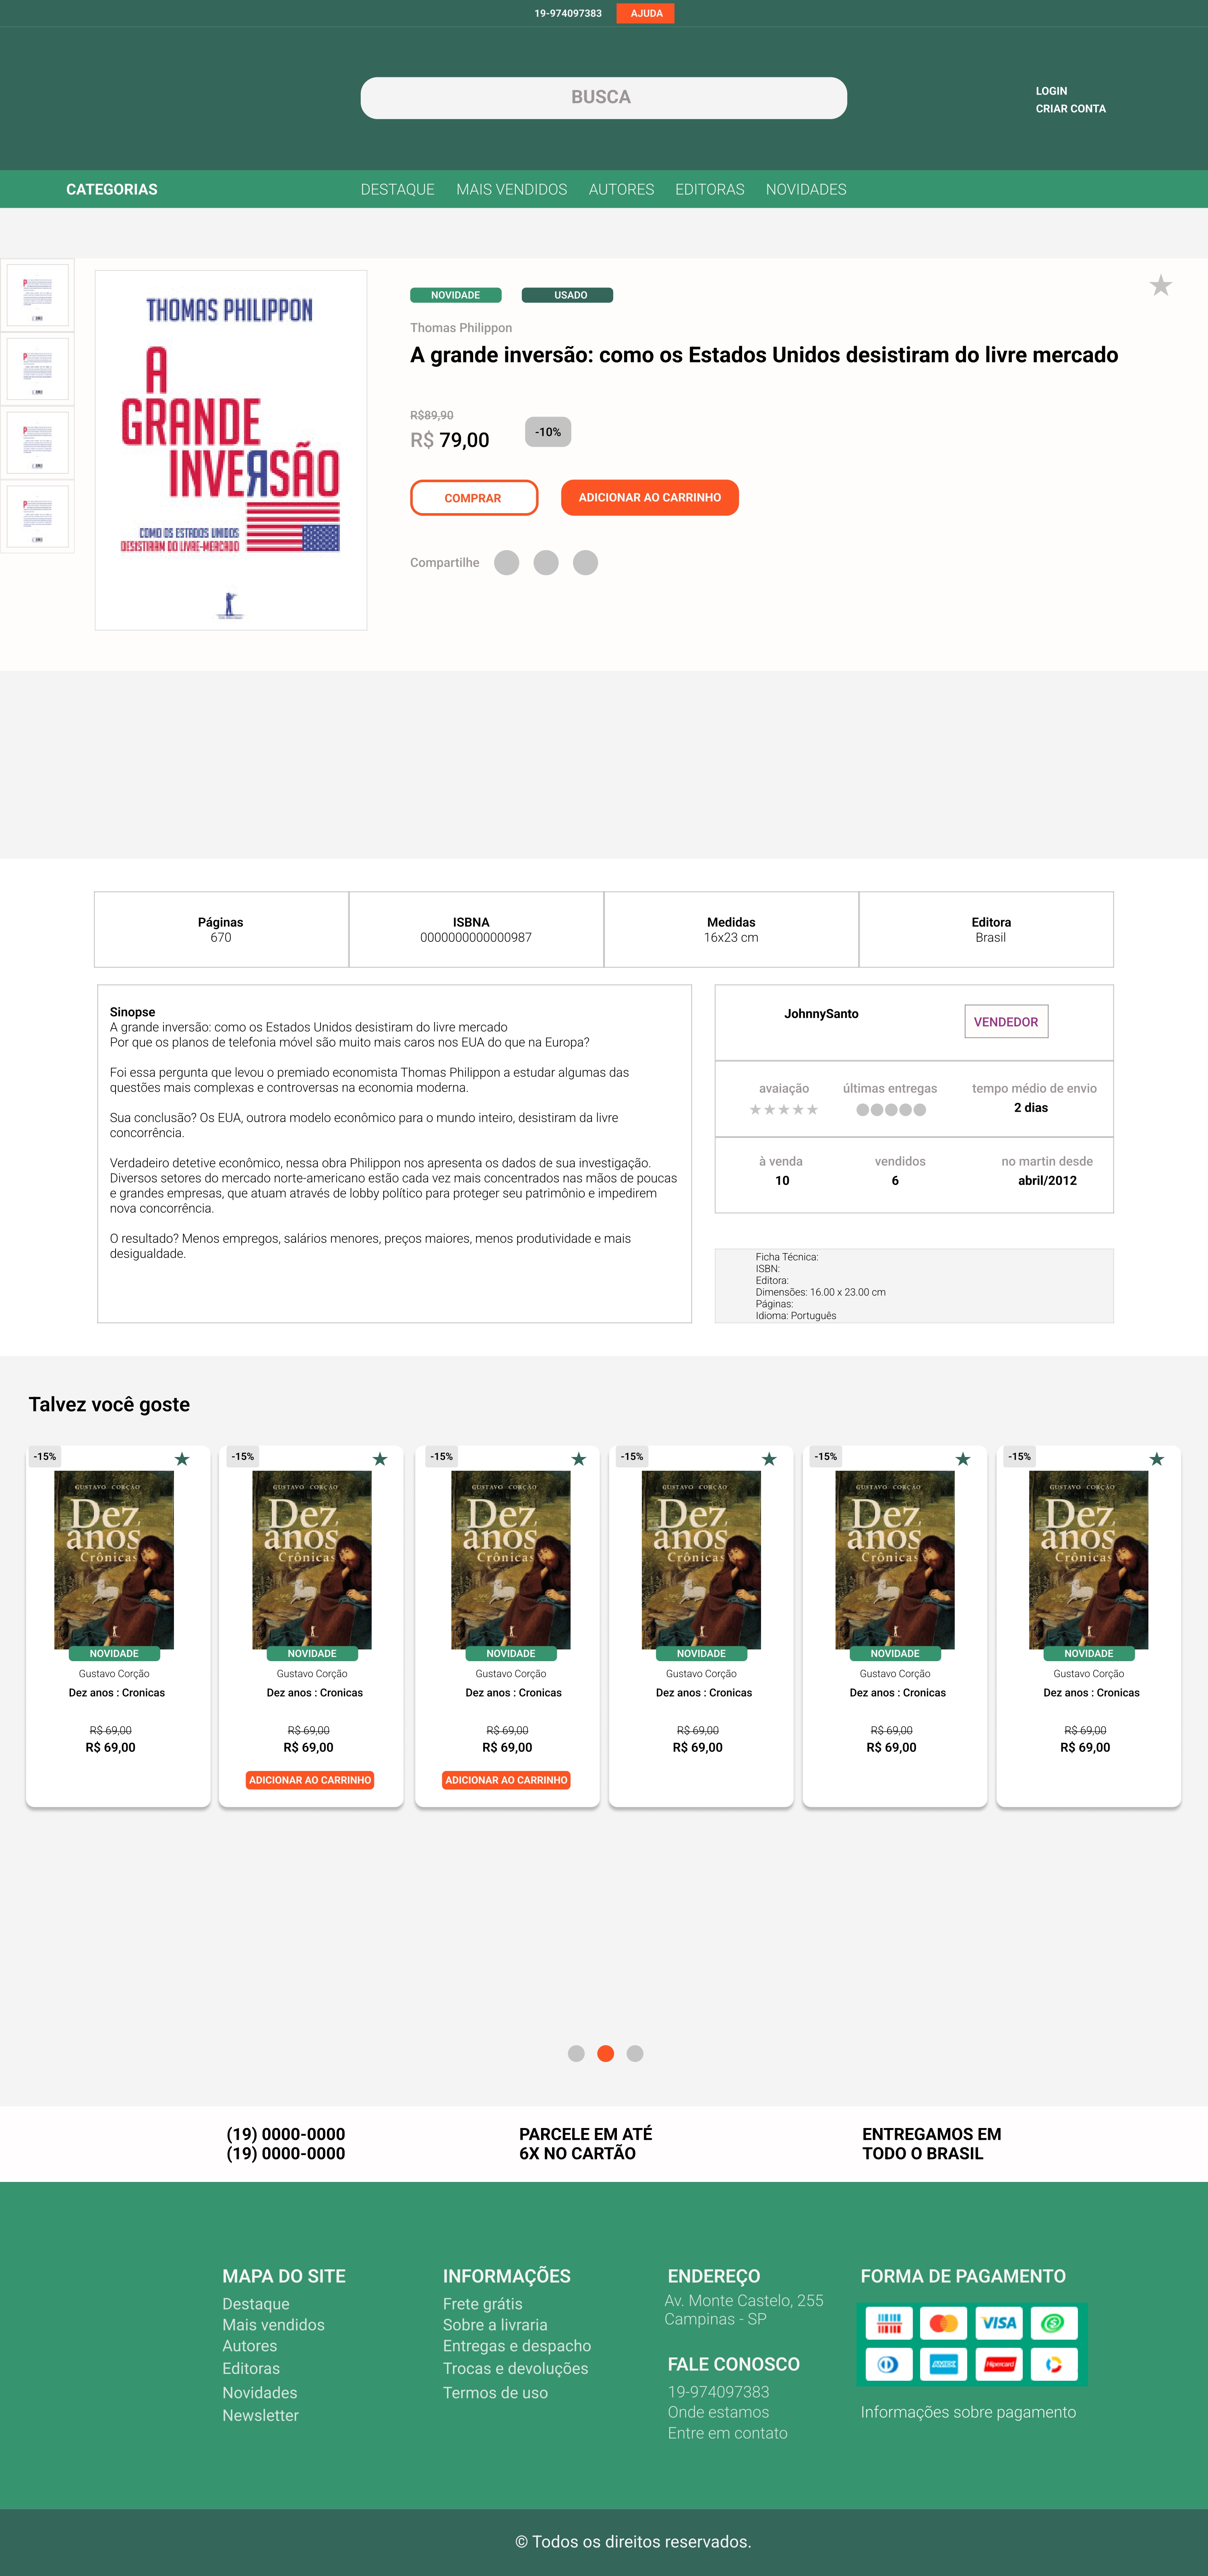 19-974097383 AJUDA
BUSCA
LOGIN
CRIAR CONTA
CATEGORIAS DESTAQUE MAIS VENDIDOS AUTORES EDITORAS NOVIDADES
THOMAS PHILIPPON
A
GRANDE
INVERSÃO
COMO OS ESTADOS UNIDOS
DESISTIRAM DO LIVRE-MERCADO
NOVIDADE USADO
Thomas Philippon
A grande inversão: como os Estados Unidos desistiram do livre mercado
R$89,90
R$ 79,00 -10%
COMPRAR ADICIONAR AO CARRINHO
Compartilhe
Páginas ISBNA Medidas Editora
670 0000000000000987 16x23 cm Brasil
Sinopse
A grande inversão: como os Estados Unidos desistiram do livre mercado
Por que os planos de telefonia móvel são muito mais caros nos EUA do que na Europa?
Foi essa pergunta que levou o premiado economista Thomas Philippon a estudar algumas das
questões mais complexas e controversas na economia moderna.
Sua conclusão? Os EUA, outrora modelo econômico para o mundo inteiro, desistiram da livre
concorrência.
Verdadeiro detetive econômico, nessa obra Philippon nos apresenta os dados de sua investigação.
Diversos setores do mercado norte-americano estão cada vez mais concentrados nas mãos de poucas
e grandes empresas, que atuam através de lobby político para proteger seu patrimônio e impedirem
nova concorrência.
O resultado? Menos empregos, salários menores, preços maiores, menos produtividade e mais
desigualdade.
JohnnySanto VENDEDOR
avaiação últimas entregas tempo médio de envio
2 dias
à venda vendidos no martin desde
10 6 abril/2012
Ficha Técnica:
ISBN:
Editora:
Dimensões: 16.00 x 23.00 cm
Páginas:
Idioma: Português
Talvez você goste
-15% -15% -15% -15% -15% -15%
GUSTAVO CORÇÃO GUSTAVO CORÇÃO GUSTAVO CORÇÃO GUSTAVO CORÇÃO GUSTAVO CORÇÃO GUSTAVO CORÇÃO
Dez Dez Dez Dez Dez Dez
anos anos anos anos anos anos
Crônicas Crônicas Crônicas Crônicas Crônicas Crônicas
NOVIDADE NOVIDADE NOVIDADE NOVIDADE NOVIDADE NOVIDADE
Gustavo Corção Gustavo Corção Gustavo Corção Gustavo Corção Gustavo Corção Gustavo Corção
Dez anos : Cronicas Dez anos : Cronicas Dez anos : Cronicas Dez anos : Cronicas Dez anos : Cronicas Dez anos : Cronicas
R$ 69,00 R$ 69,00 R$ 69,00 R$ 69,00 R$ 69,00 R$ 69,00
R$ 69,00 R$ 69,00 R$ 69,00 R$ 69,00 R$ 69,00 R$ 69,00
ADICIONAR AO CARRINHO ADICIONAR AO CARRINHO
(19) 0000-0000 PARCELE EM ATÉ ENTREGAMOS EM
(19) 0000-0000 6X NO CARTÃO TODO O BRASIL
MAPA DO SITE
Destaque
Mais vendidos
Autores
Editoras
Novidades
Newsletter
INFORMAÇÕES
Frete grátis
Sobre a livraria
Entregas e despacho
Trocas e devoluções
Termos de uso
ENDEREÇO
Av. Monte Castelo, 255
Campinas - SP
FALE CONOSCO
19-974097383
Onde estamos
Entre em contato
FORMA DE PAGAMENTO
VISA
AMEX Hipercard
Informações sobre pagamento
© Todos os direitos reservados.